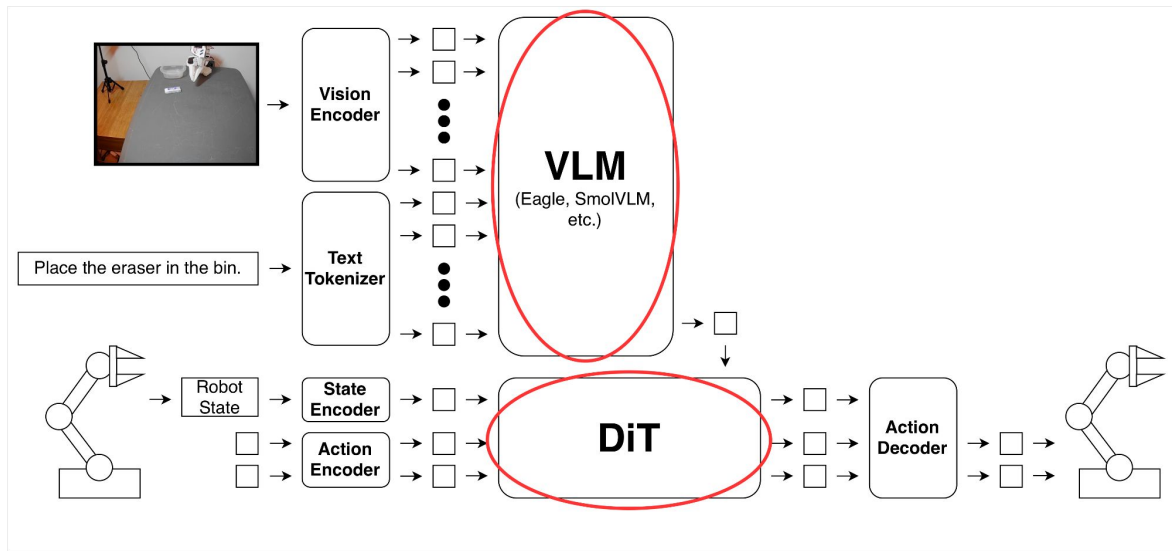 Vision
Encoder
VLM
(Eagle, SmolVLM,
etc.)
Place the eraser in the bin.
Text
Tokenizer
Robot
State
State
Encoder
Action
Encoder
DiT
Action
Decoder